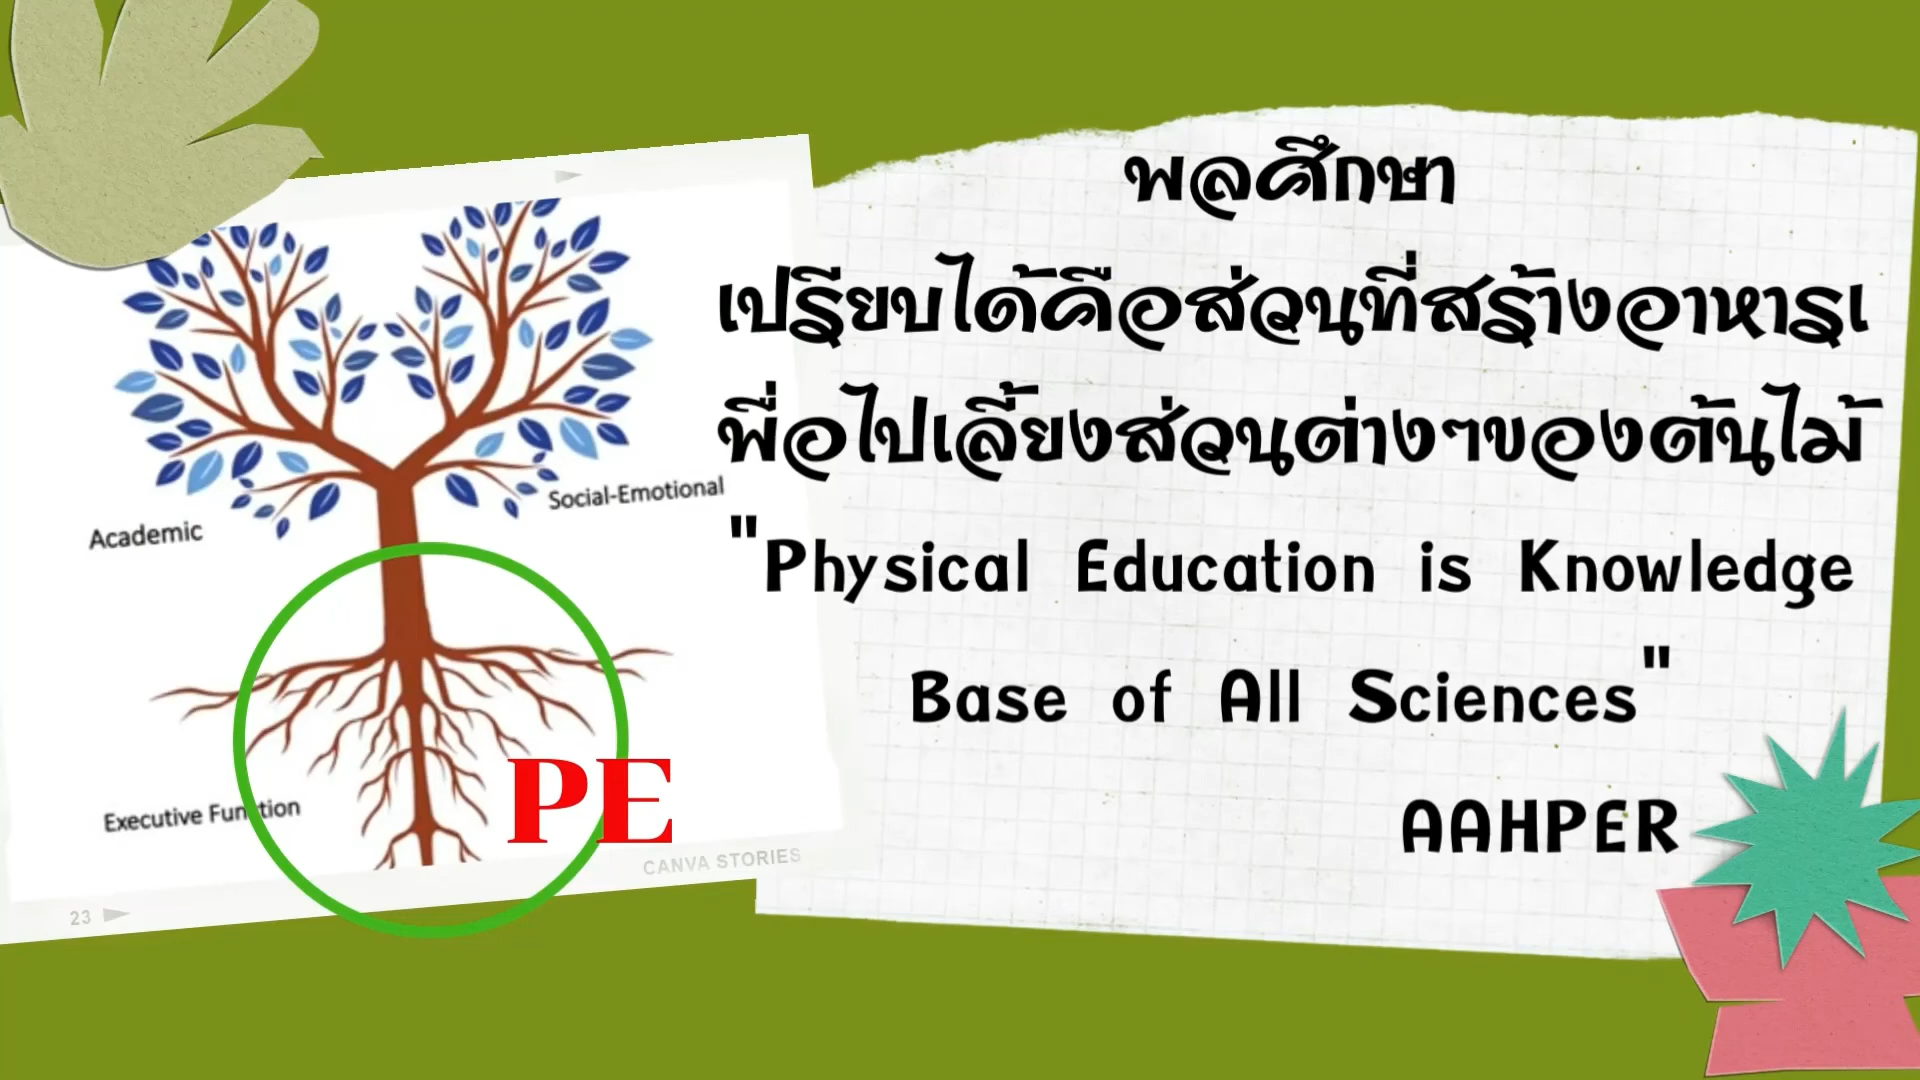 พลศึกษา
เปรียบได้คือส่วนที่สร้างอาหารเ
พื่อไปเลี้ยงส่วนต่างๆของต้นไม้
"Physical Education is Knowledge
Base of All Sciences"
AAHPER
Academic
Social-Emotional
Executive Function
PE
CANVA STORIES
23